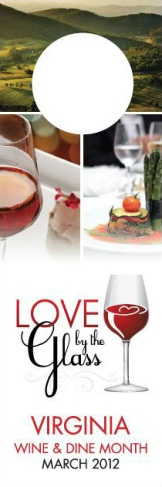 LOVE
by the
Glass
VIRGINIA
WINE & DINE MONTH
MARCH 2012